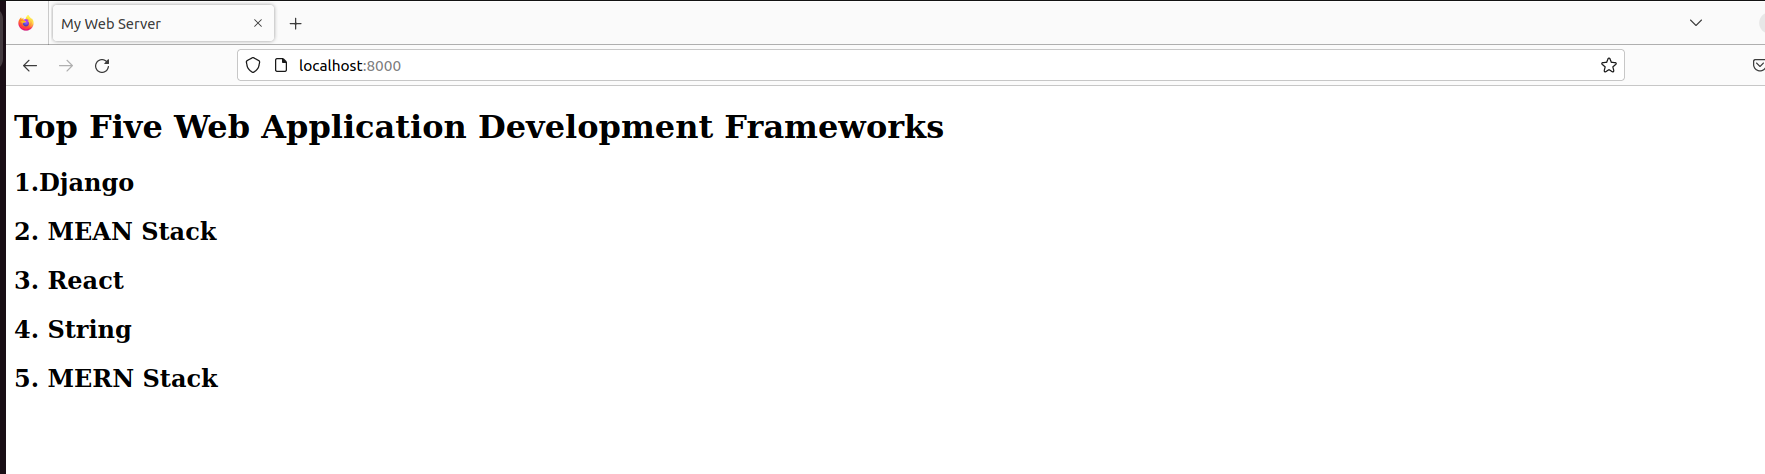 My Web Server
localhost:8000
Top Five Web Application Development Frameworks
1.Django
2. MEAN Stack
3. React
4. String
5. MERN Stack